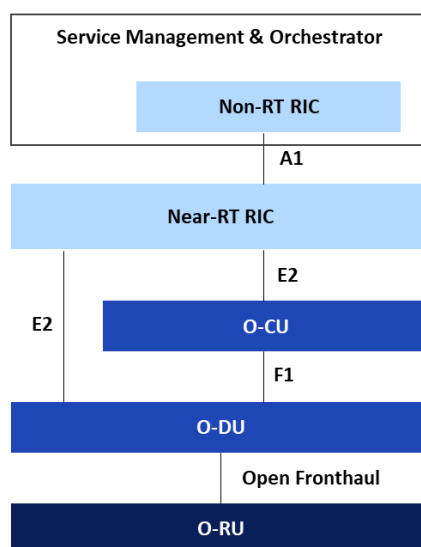 Service Management & Orchestrator
Non-RT RIC
A1
Near-RT RIC
E2
E2
O-CU
F1
O-DU
Open Fronthaul
O-RU